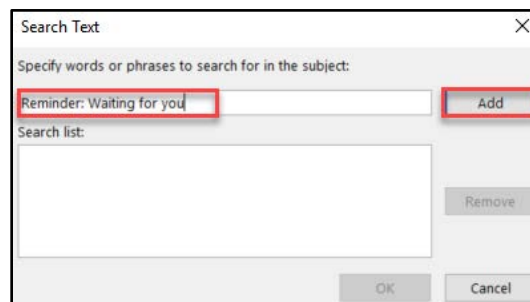 Search Text
Specify words or phrases to search for in the subject:
Reminder: Waiting for you
Add
Search list:
Remove
OK
Cancel